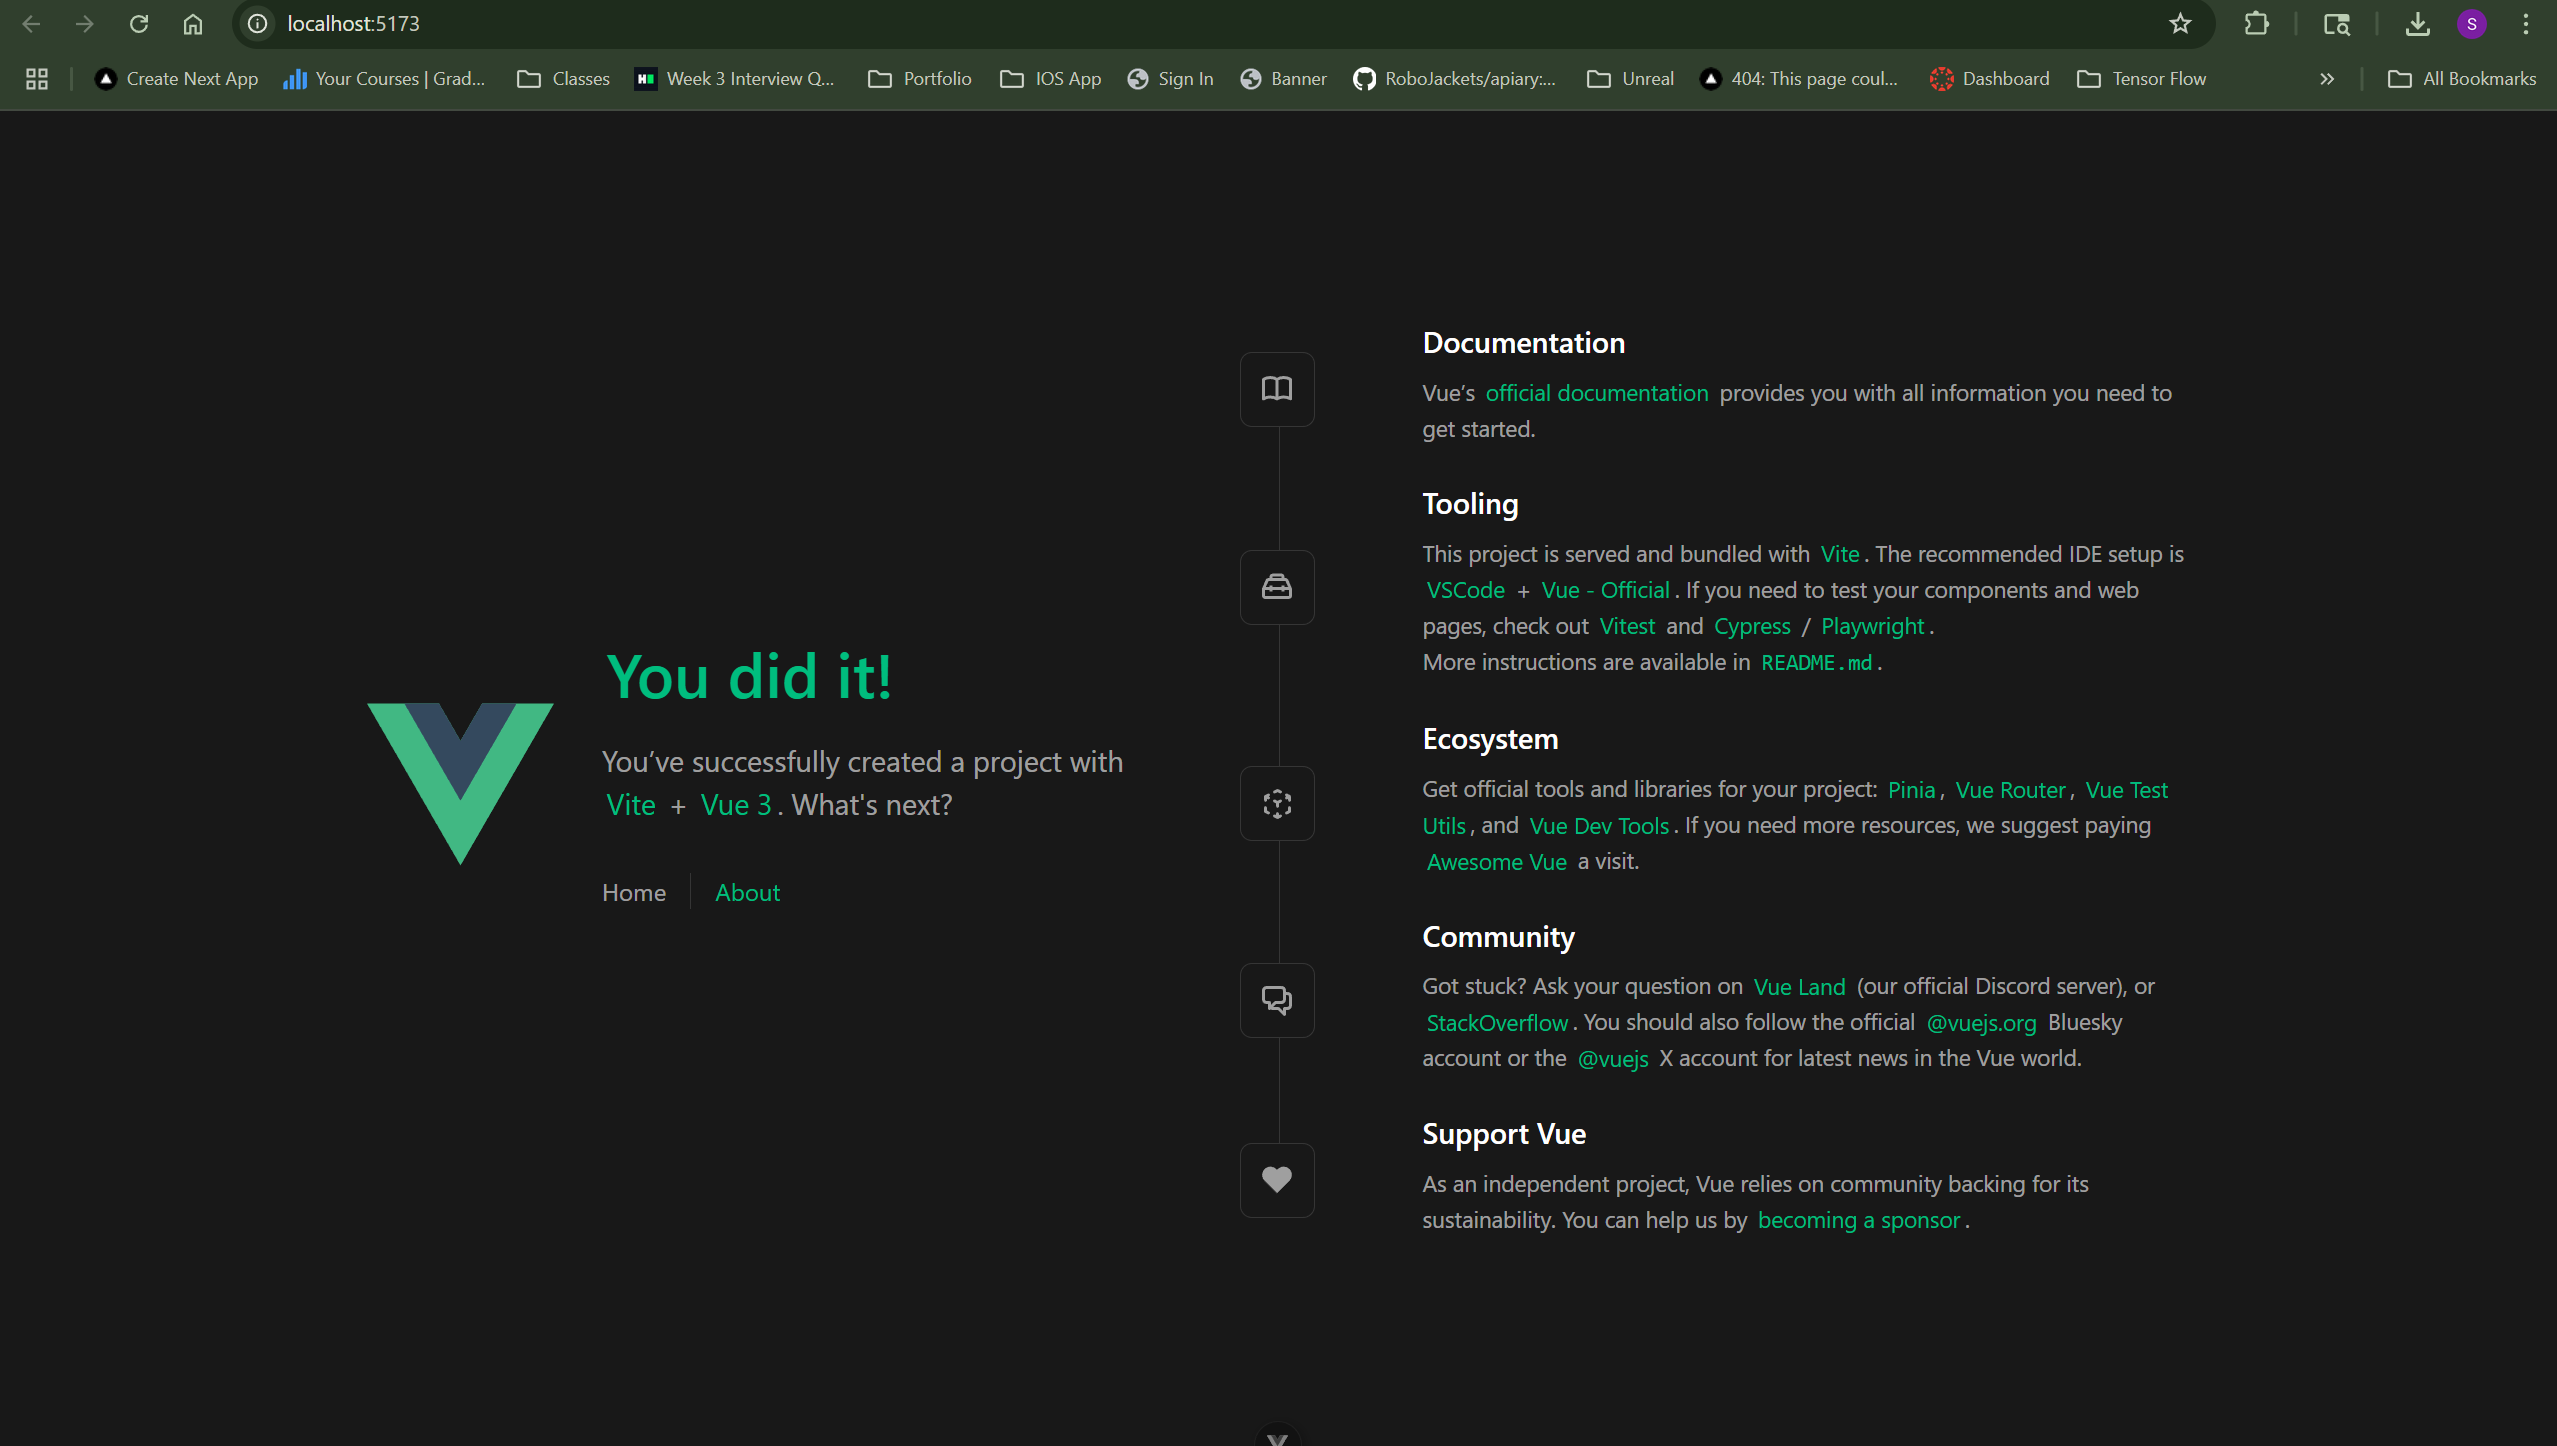 localhost:5173
S
Create Next App
Your Courses | Grad...
Classes
Week 3 Interview Q...
Portfolio
IOS App
Sign In
Banner
RoboJackets/apiary:...
Unreal
404: This page coul...
Dashboard
Tensor Flow
All Bookmarks
You did it!
You’ve successfully created a project with
Vite + Vue 3. What's next?
Home
About
Documentation
Vue’s official documentation provides you with all information you need to
get started.
Tooling
This project is served and bundled with Vite. The recommended IDE setup is
VSCode + Vue - Official. If you need to test your components and web
pages, check out Vitest and Cypress / Playwright.
More instructions are available in README.md.
Ecosystem
Get official tools and libraries for your project: Pinia, Vue Router, Vue Test
Utils, and Vue Dev Tools. If you need more resources, we suggest paying
Awesome Vue a visit.
Community
Got stuck? Ask your question on Vue Land (our official Discord server), or
StackOverflow. You should also follow the official @vuejs.org Bluesky
account or the @vuejs X account for latest news in the Vue world.
Support Vue
As an independent project, Vue relies on community backing for its
sustainability. You can help us by becoming a sponsor.